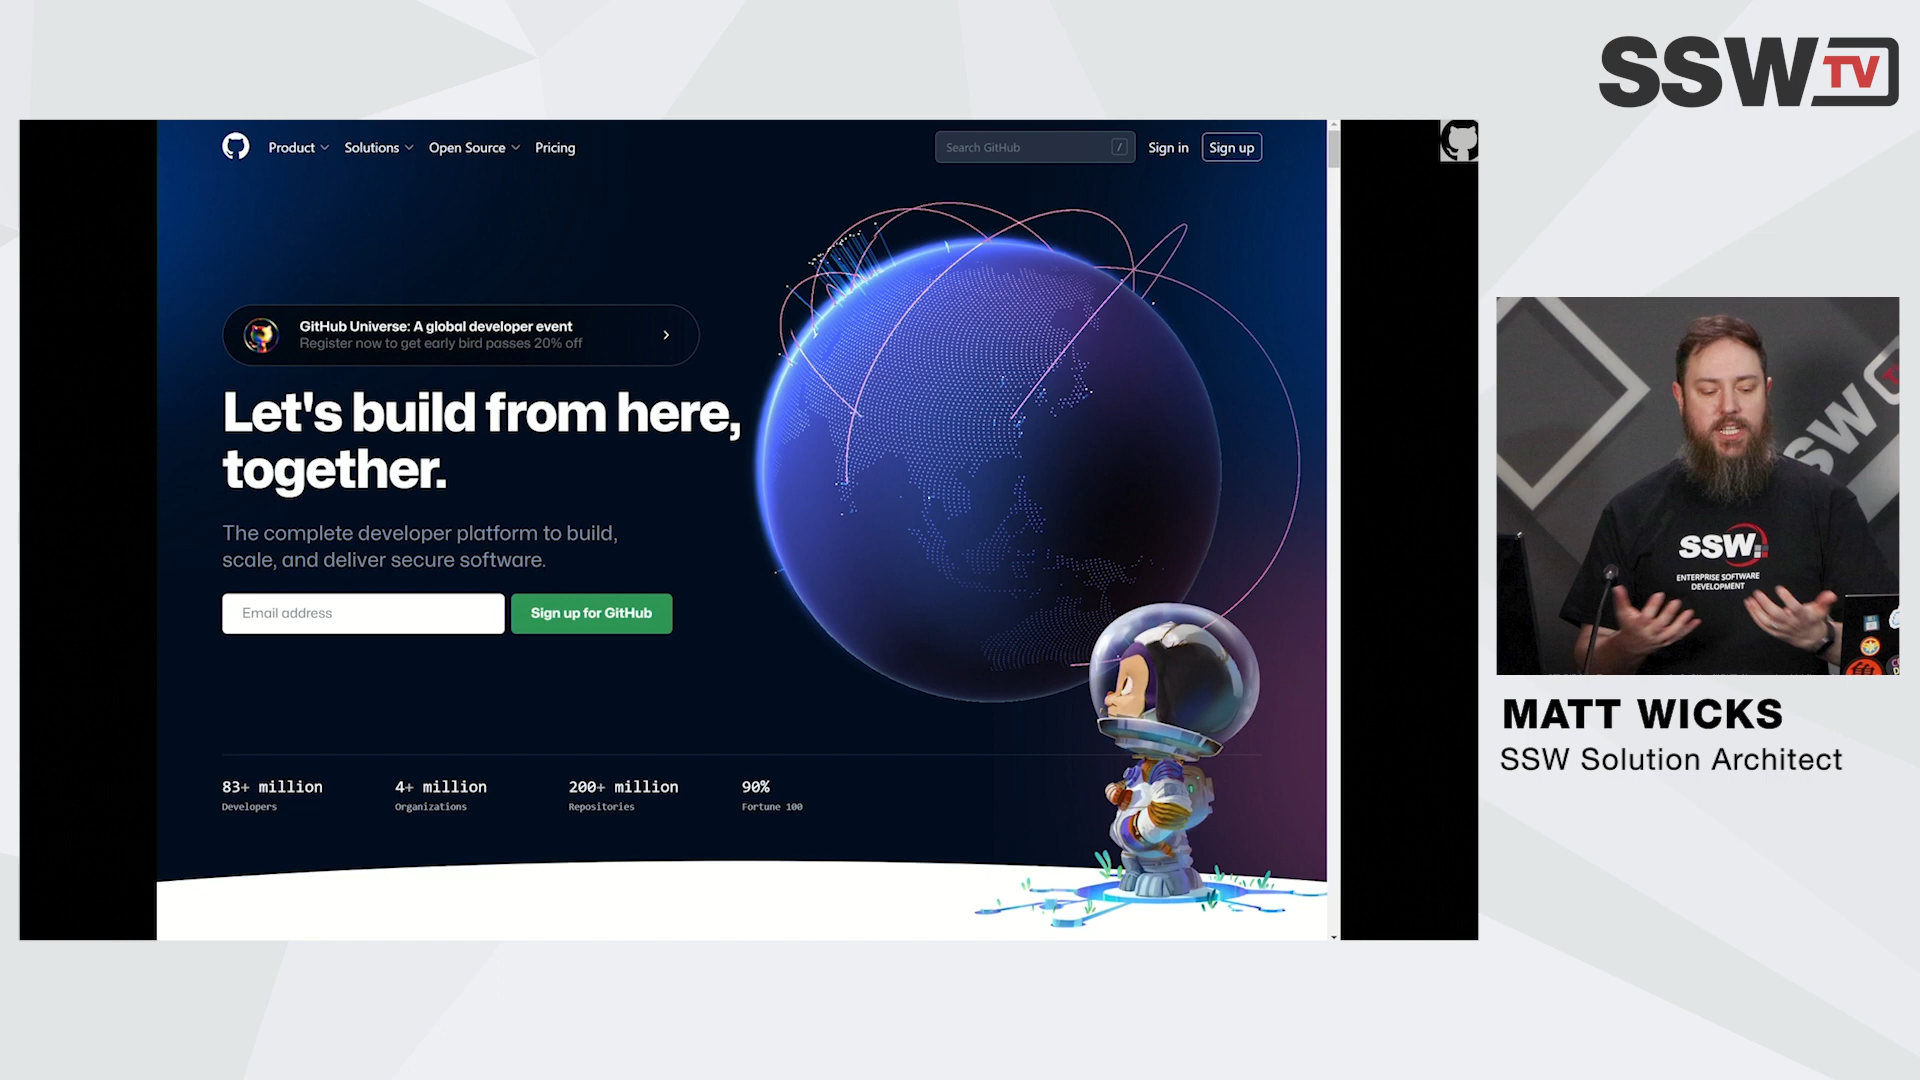 SSW TV
Product
Solutions
Open Source
Pricing
Search GitHub
/
Sign in
Sign up
GitHub Universe: A global developer event
Register now to get early bird passes 20% off
Let's build from here,
together.
The complete developer platform to build,
scale, and deliver secure software.
Email address
Sign up for GitHub
83+ million
Developers
4+ million
Organizations
200+ million
Repositories
90%
Fortune 100
SSW
SSW
ENTERPRISE SOFTWARE
DEVELOPMENT
MATT WICKS
SSW Solution Architect